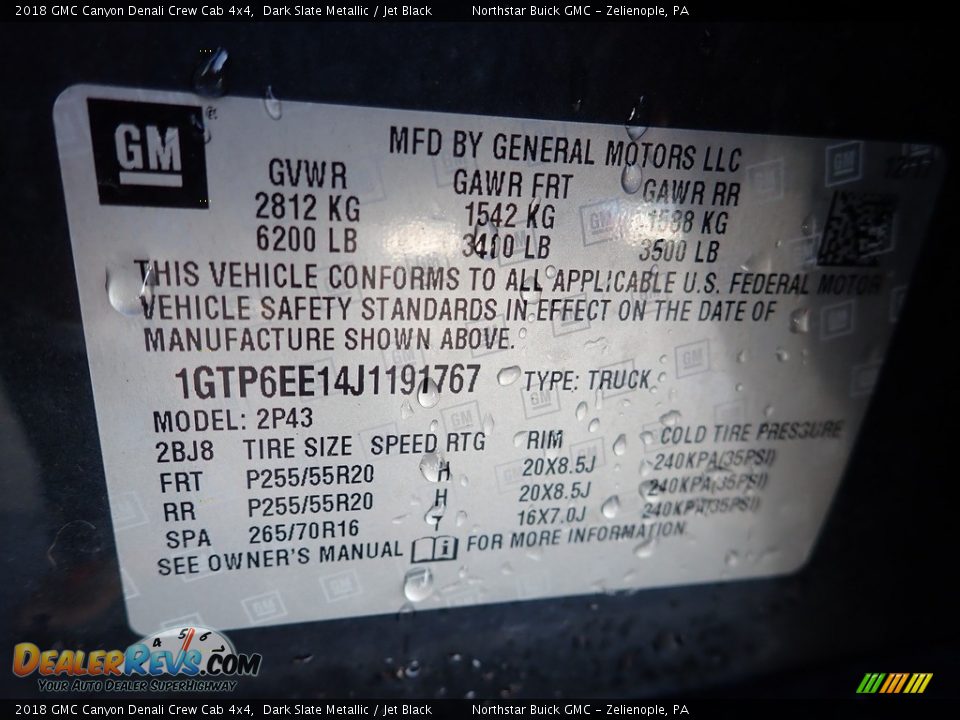 2018 GMC Canyon Denali Crew Cab 4x4, Dark Slate Metallic / Jet Black Northstar Buick GMC - Zelienople, PA
GM MFD BY GENERAL MOTORS LLC 12/17
GVWR GAWR FRT GAWR RR
2812 KG 1542 KG 1588 KG
6200 LB 3400 LB 3500 LB
THIS VEHICLE CONFORMS TO ALL APPLICABLE U.S. FEDERAL MOTOR
VEHICLE SAFETY STANDARDS IN EFFECT ON THE DATE OF
MANUFACTURE SHOWN ABOVE.
1GTP6EE14J1191767 TYPE: TRUCK
MODEL: 2P43
2BJ8 TIRE SIZE SPEED RTG RIM COLD TIRE PRESSURE
FRT P255/55R20 H 20X8.5J 240KPA(35PSI)
RR P255/55R20 H 20X8.5J 240KPA(35PSI)
SPA 265/70R16 T 16X7.0J 240KPA(35PSI)
SEE OWNER'S MANUAL i FOR MORE INFORMATION.
4 5 6
DEALERREVS.COM
YOUR AUTO DEALER SUPERHIGHWAY
2018 GMC Canyon Denali Crew Cab 4x4, Dark Slate Metallic / Jet Black Northstar Buick GMC - Zelienople, PA